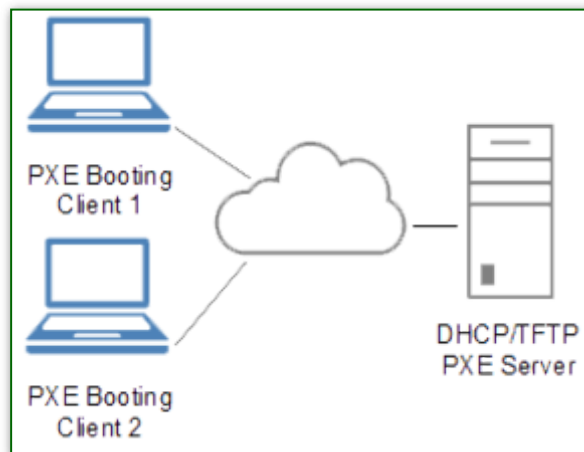 PXE Booting
Client 1
PXE Booting
Client 2
DHCP/TFTP
PXE Server